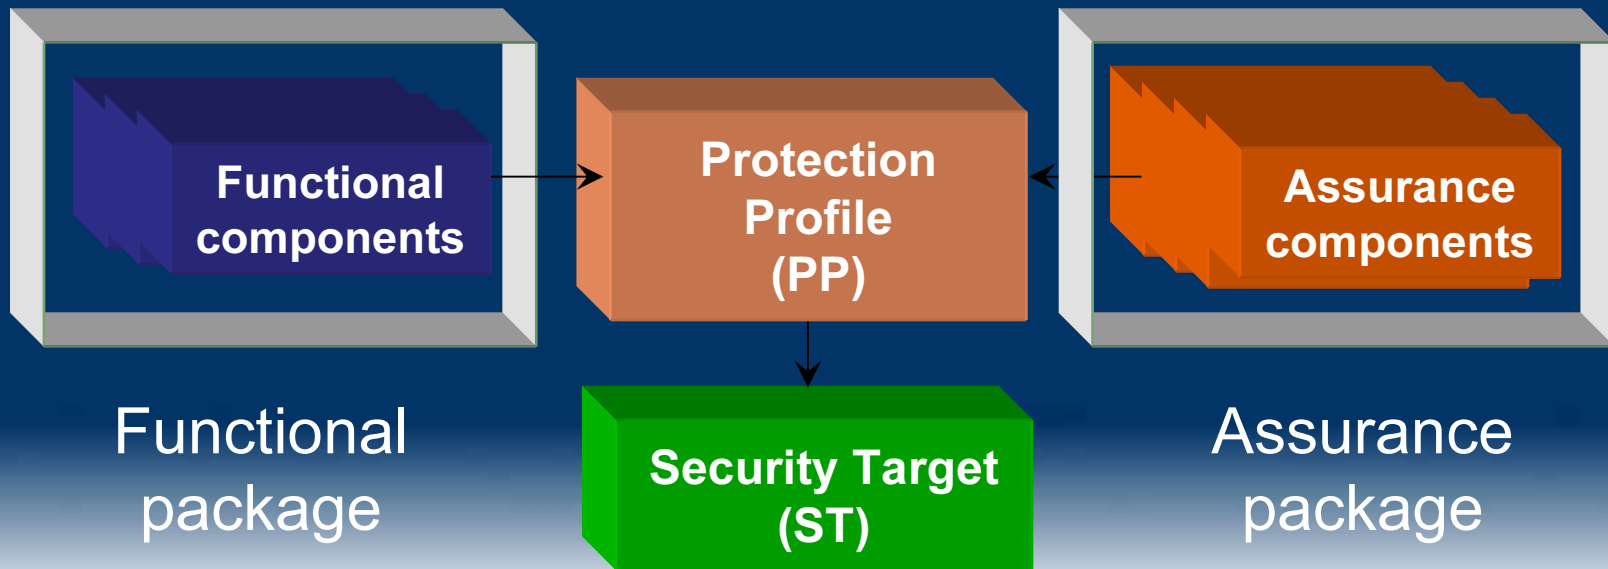 Functional
components
Protection
Profile
(PP)
Assurance
components
Functional
package
Security Target
(ST)
Assurance
package